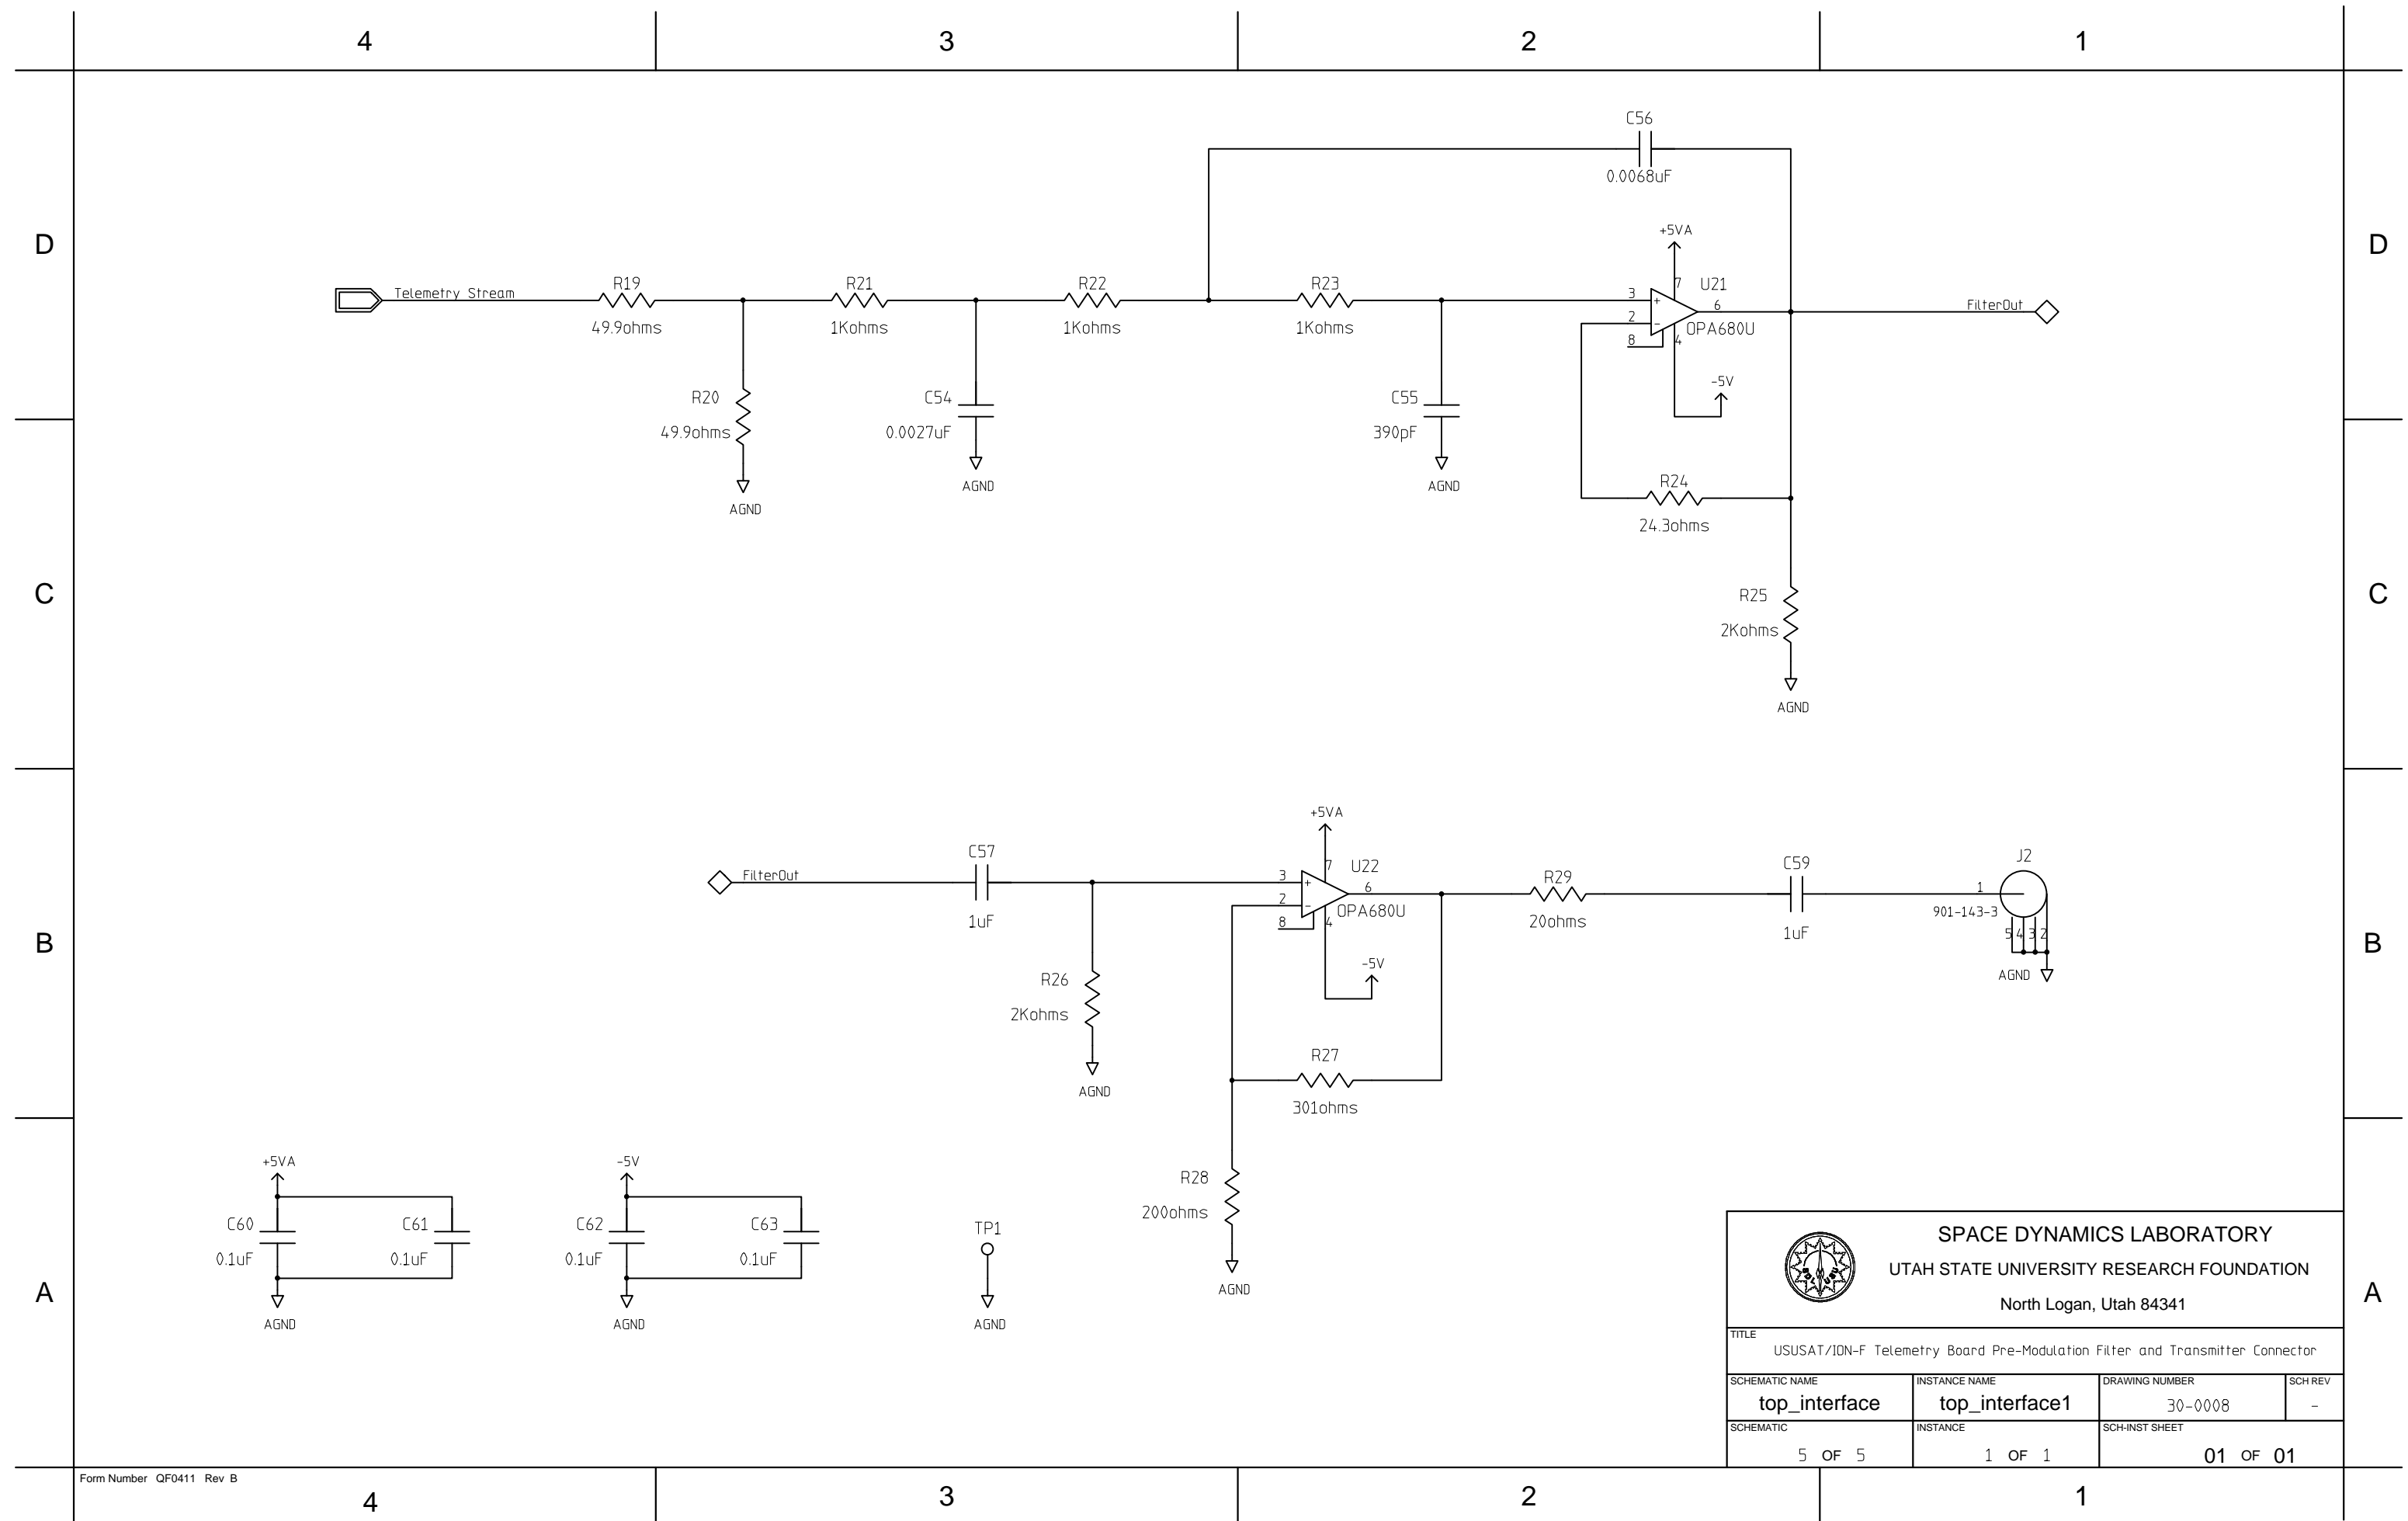 4 3 2 1
C56
0.0068uF
D D
+5VA
Telemetry Stream R19 R21 R22 R23 3 + 7 U21 6 FilterOut
49.9ohms 1Kohms 1Kohms 1Kohms 2 - OPA680U
8 4
-5V
R20 C54 C55
49.9ohms 0.0027uF 390pF
AGND AGND AGND
R24
24.3ohms
C C
R25
2Kohms
AGND
+5VA
FilterOut C57 3 + 7 U22 6 R29 C59 J2
1uF 2 - OPA680U 20ohms 1uF 1
901-143-3
8 4
5 4 3 2
B B
-5V
AGND
R26
2Kohms
AGND
R27
301ohms
+5VA -5V
R28
200ohms
C60 C61 C62 C63 TP1
0.1uF 0.1uF 0.1uF 0.1uF
AGND
A A
AGND AGND AGND
SPACE DYNAMICS LABORATORY
UTAH STATE UNIVERSITY RESEARCH FOUNDATION
North Logan, Utah 84341
TITLE
USUSAT/ION-F Telemetry Board Pre-Modulation Filter and Transmitter Connector
SCHEMATIC NAME INSTANCE NAME DRAWING NUMBER SCH REV
top_interface top_interface1 30-0008 -
SCHEMATIC INSTANCE SCH-INST SHEET
5 OF 5 1 OF 1 01 OF 01
Form Number QF0411 Rev B
4 3 2 1